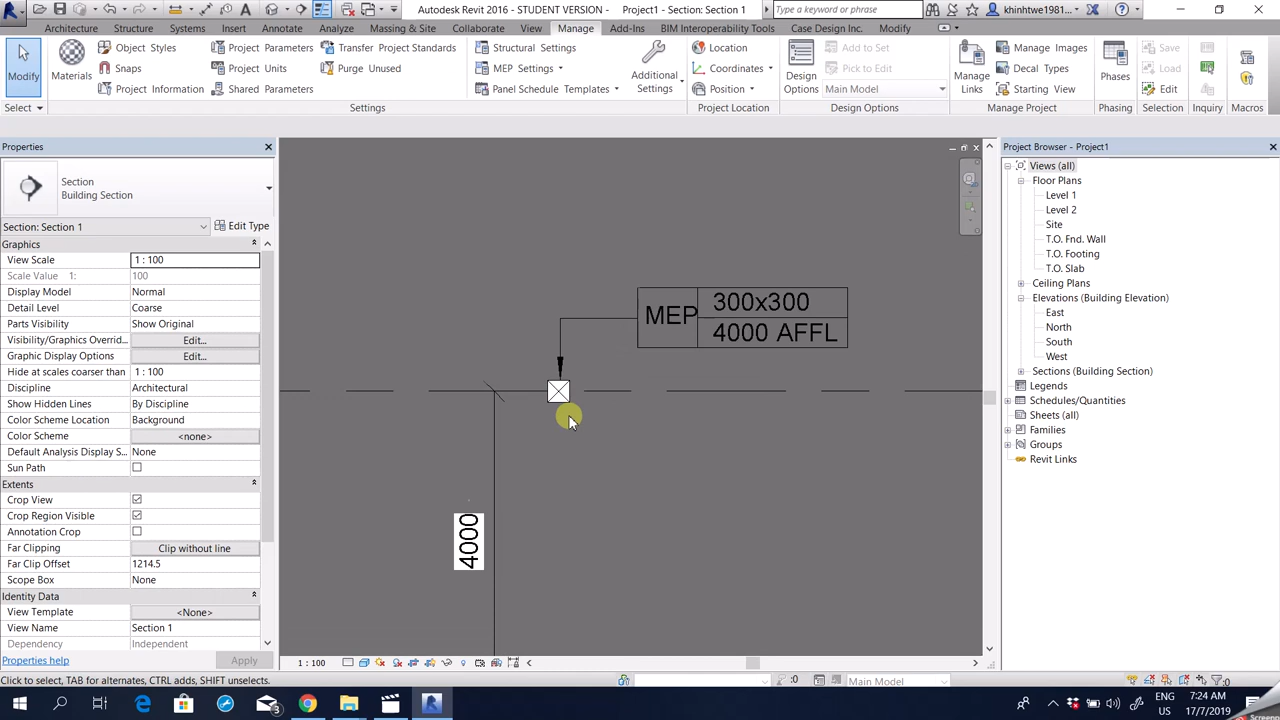 Autodesk Revit 2016 - STUDENT VERSION - Project1 - Section: Section 1
Type a keyword or phrase
khintwe1981...
Architecture Structure Systems Insert Annotate Analyze Massing & Site Collaborate View Manage Add-Ins BIM Interoperability Tools Case Design Inc. Modify
Object Styles Project Parameters Transfer Project Standards Structural Settings Location Add to Set Manage Images Save
Snaps Project Units Purge Unused MEP Settings Coordinates Pick to Edit Decal Types Load
Project Information Shared Parameters Panel Schedule Templates Position Main Model Starting View Edit
Modify Materials Additional Settings Design Options Manage Links Phases
Select Settings Project Location Design Options Manage Project Phasing Selection Inquiry Macros
Properties
Section
Building Section
Section: Section 1
Edit Type
Graphics
View Scale 1 : 100
Scale Value 1: 100
Display Model Normal
Detail Level Coarse
Parts Visibility Show Original
Visibility/Graphics Overrid... Edit...
Graphic Display Options Edit...
Hide at scales coarser than 1 : 100
Discipline Architectural
Show Hidden Lines By Discipline
Color Scheme Location Background
Color Scheme <none>
Default Analysis Display S... None
Sun Path
Extents
Crop View
Crop Region Visible
Annotation Crop
Far Clipping Clip without line
Far Clip Offset 1214.5
Scope Box None
Identity Data
View Template <None>
View Name Section 1
Dependency Independent
Properties help
Apply
MEP
300x300
4000 AFFL
4000
1 : 100
Project Browser - Project1
Views (all)
Floor Plans
Level 1
Level 2
Site
T.O. Fnd. Wall
T.O. Footing
T.O. Slab
Ceiling Plans
Elevations (Building Elevation)
East
North
South
West
Sections (Building Section)
Legends
Schedules/Quantities
Sheets (all)
Families
Groups
Revit Links
Click to select, TAB for alternates, CTRL adds, SHIFT unselects.
:0
Main Model
:0
3
ENG
US
7:24 AM
17/7/2019